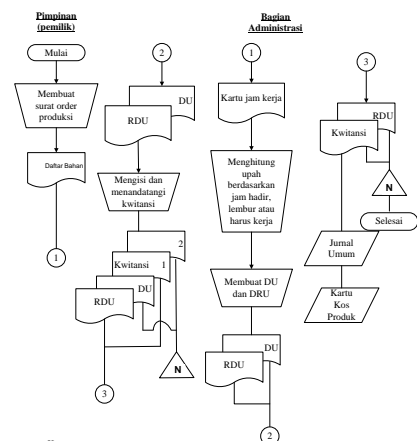 Pimpinan
(pemilik)
Mulai
Membuat
surat order
produksi
Daftar Bahan
1
2
DU
RDU
Mengisi dan
menandatangi
kwitansi
2
Kwitansi 1
DU
RDU
N
3
Bagian
Administrasi
1
Kartu jam kerja
Menghitung
upah
berdasarkan
jam hadir,
lembur atau
harus kerja
Membuat DU
dan DRU
DU
RDU
2
3
RDU
Kwitansi
N
Selesai
Jurnal
Umum
Kartu
Kos
Produk